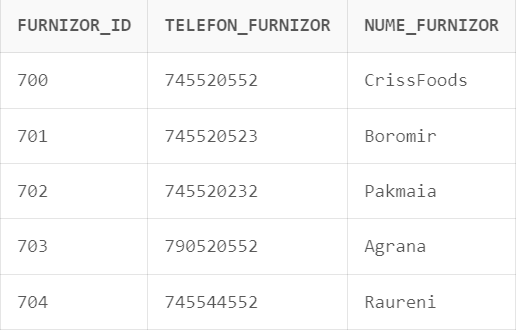 FURNIZOR_ID TELEFON_FURNIZOR NUME_FURNIZOR
700 745520552 CrissFoods
701 745520523 Boromir
702 745520232 Pakmaia
703 790520552 Agrana
704 745544552 Raureni